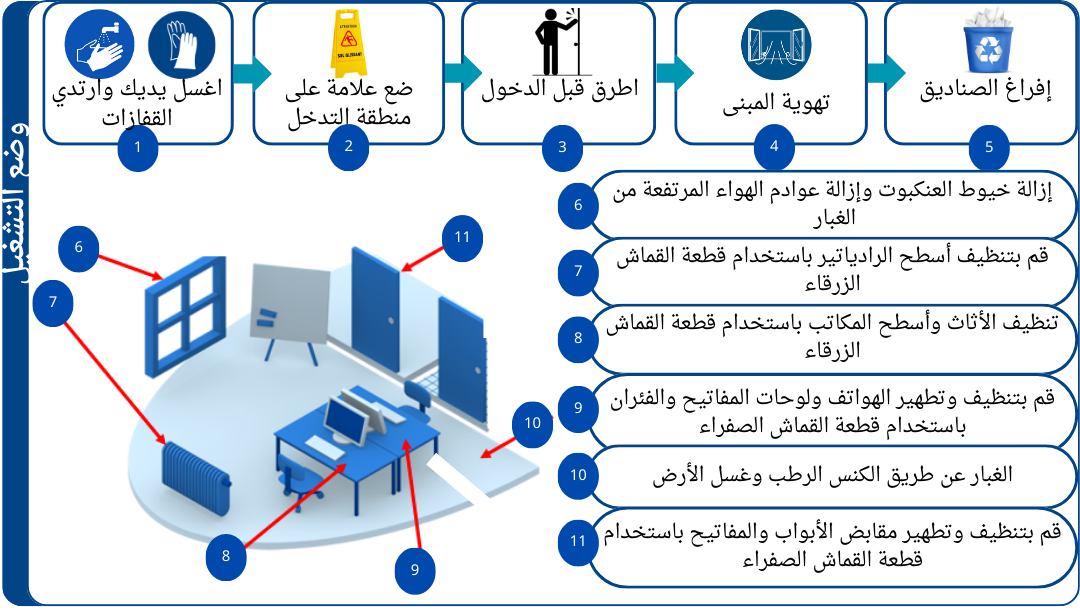 وضع التشغيل
اغسل يديك وارتدي
القفازات
1
ضع علامة على
منطقة التدخل
2
اطرق قبل الدخول
3
تهوية المبنى
4
إفراغ الصناديق
5
6
إزالة خيوط العنكبوت وإزالة عوادم الهواء المرتفعة من
الغبار
7
قم بتنظيف أسطح الرادياتير باستخدام قطعة القماش
الزرقاء
8
تنظيف الأثاث وأسطح المكاتب باستخدام قطعة القماش
الزرقاء
9
قم بتنظيف وتطهير الهواتف ولوحات المفاتيح والفئران
باستخدام قطعة القماش الصفراء
10
الغبار عن طريق الكنس الرطب وغسل الأرض
11
قم بتنظيف وتطهير مقابض الأبواب والمفاتيح باستخدام
قطعة القماش الصفراء
6
11
7
10
8
9